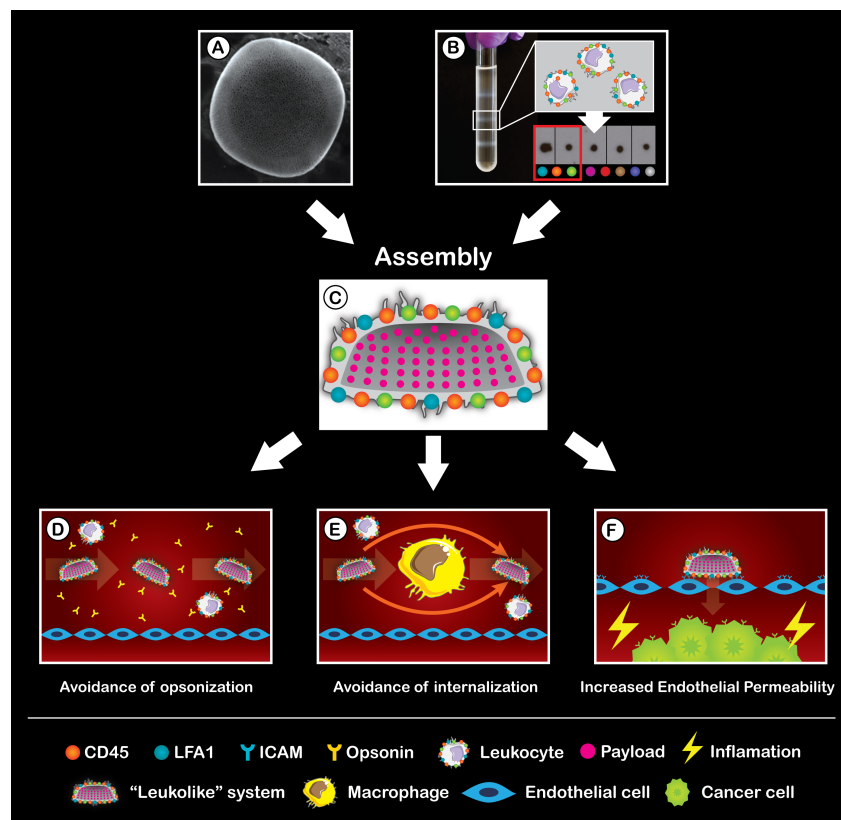 A
B
Assembly
C
D
E
F
Avoidance of opsonization
Avoidance of internalization
Increased Endothelial Permeability
CD45
LFA1
ICAM
Opsonin
Leukocyte
Payload
Inflamation
“Leukolike” system
Macrophage
Endothelial cell
Cancer cell